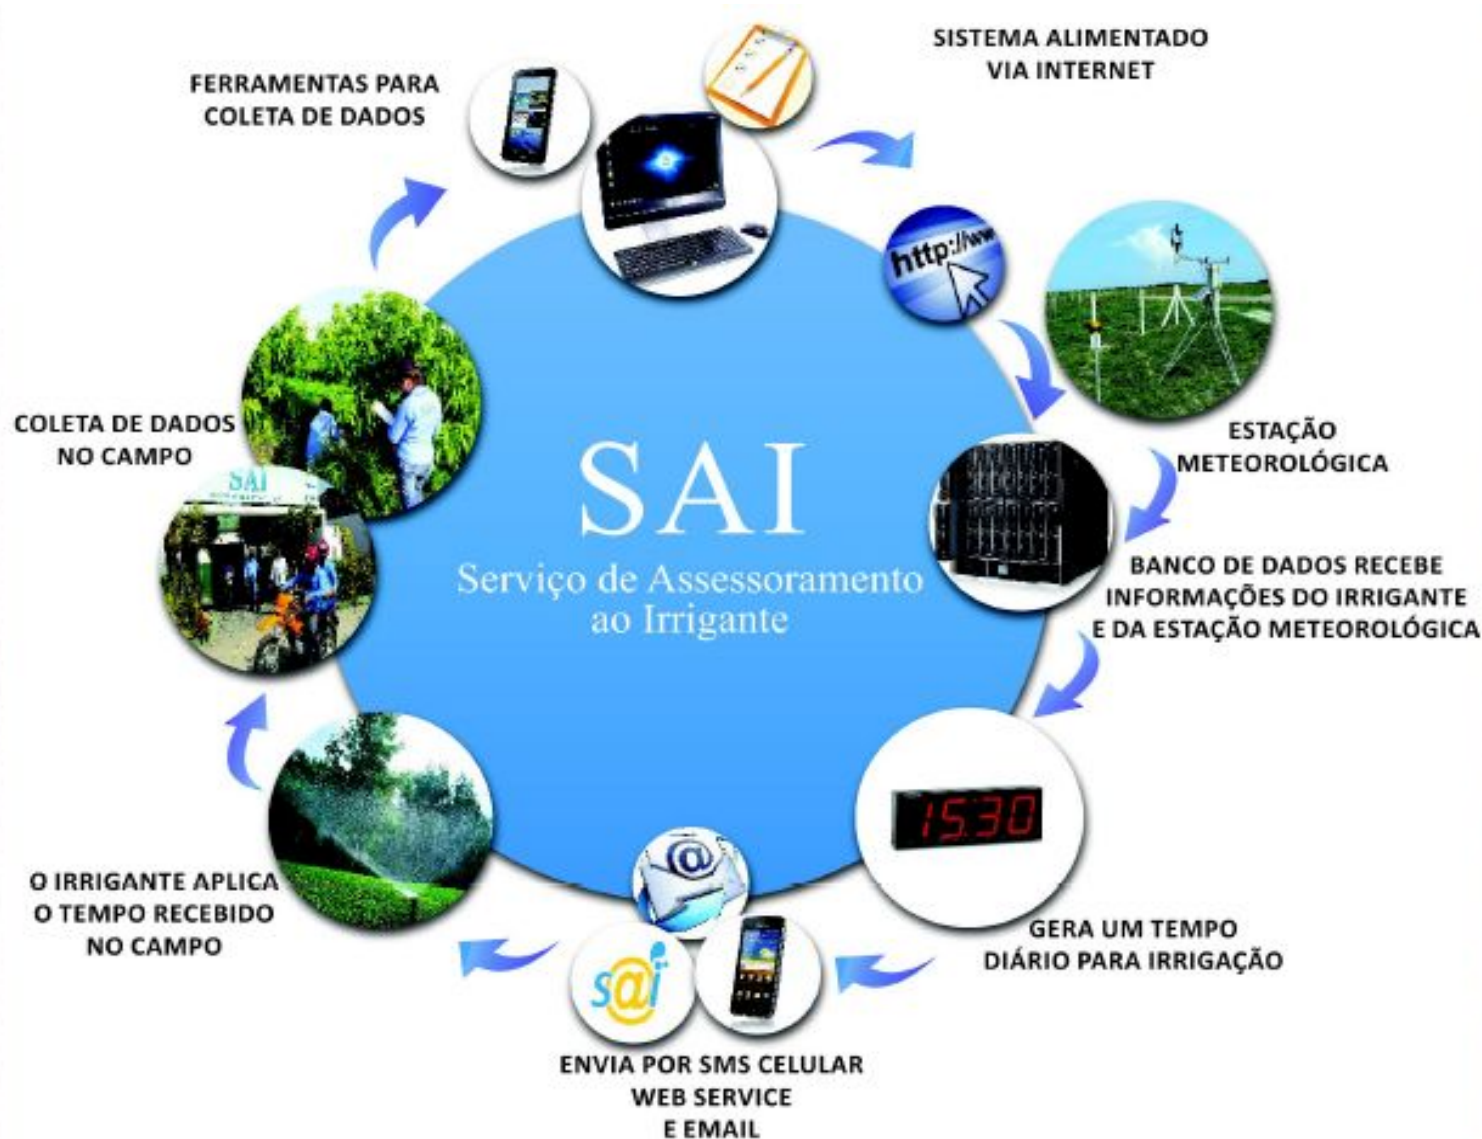 SISTEMA ALIMENTADO
VIA INTERNET
FERRAMENTAS PARA
COLETA DE DADOS
http://ww
ESTAÇÃO
METEOROLÓGICA
COLETA DE DADOS
NO CAMPO
SAI
SAI
Serviço de Assessoramento
ao Irrigante
BANCO DE DADOS RECEBE
INFORMAÇÕES DO IRRIGANTE
E DA ESTAÇÃO METEOROLÓGICA
15:30
GERA UM TEMPO
DIÁRIO PARA IRRIGAÇÃO
O IRRIGANTE APLICA
O TEMPO RECEBIDO
NO CAMPO
@
s@i
ENVIA POR SMS CELULAR
WEB SERVICE
E EMAIL